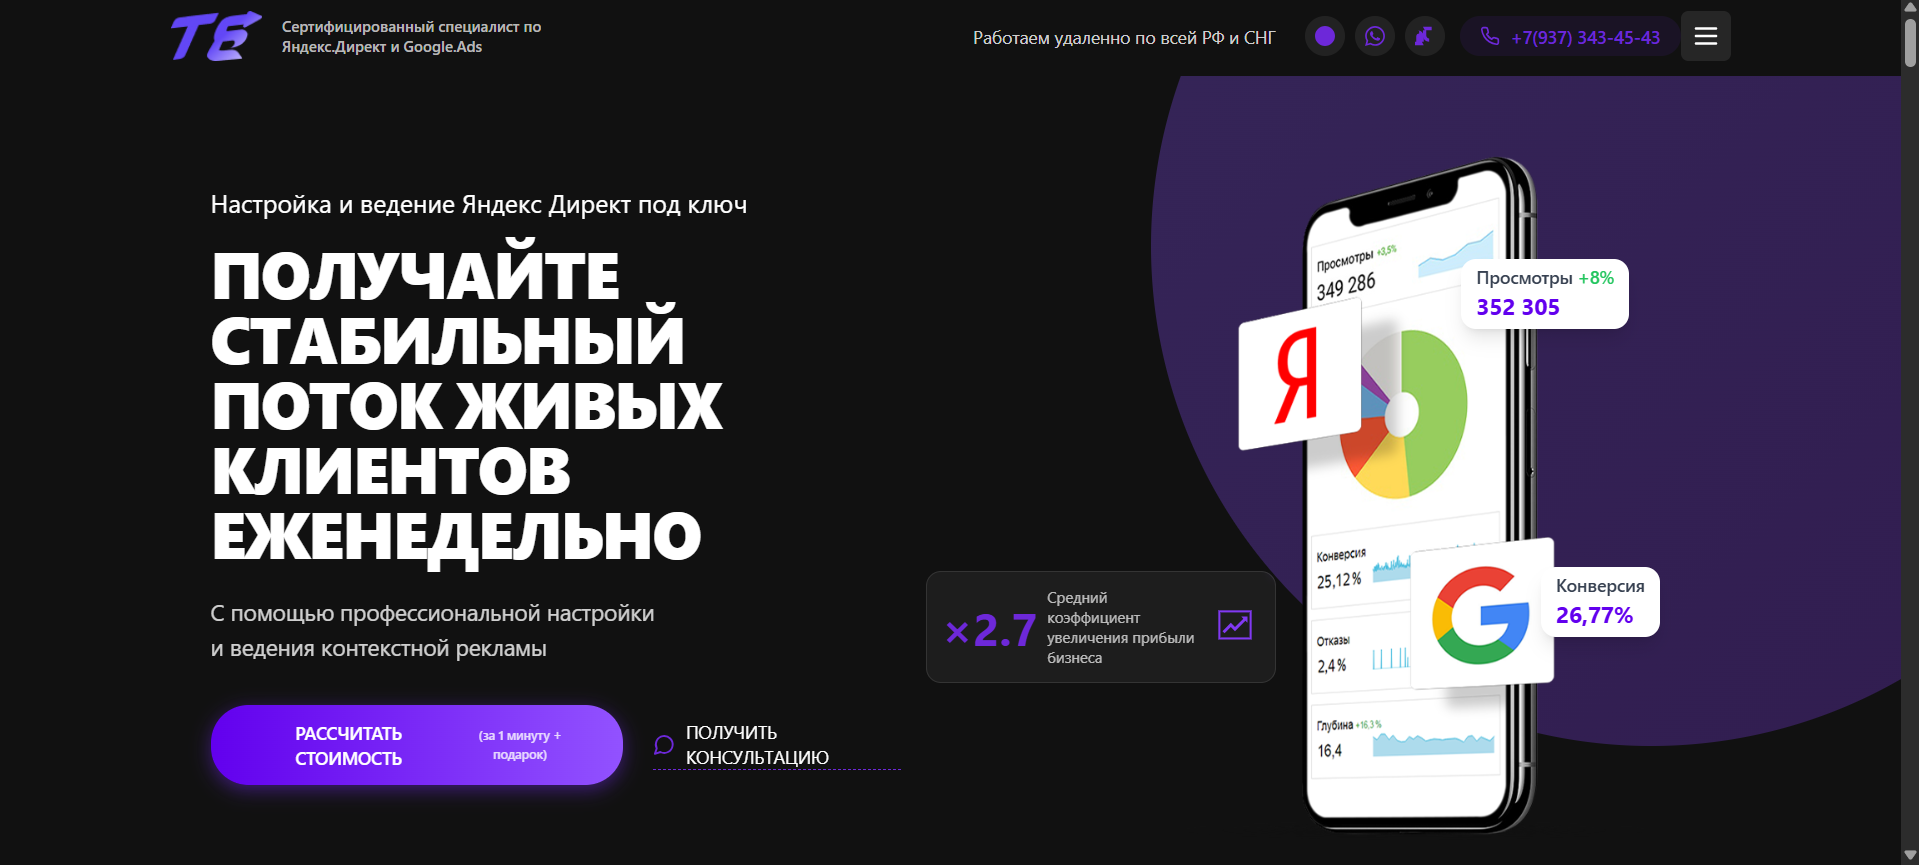 TE
Сертифицированный специалист по
Яндекс.Директ и Google.Ads
Работаем удаленно по всей РФ и СНГ
+7(937) 343-45-43
Настройка и ведение Яндекс Директ под ключ
ПОЛУЧАЙТЕ
СТАБИЛЬНЫЙ
ПОТОК ЖИВЫХ
КЛИЕНТОВ
ЕЖЕНЕДЕЛЬНО
С помощью профессиональной настройки
и ведения контекстной рекламы
РАССЧИТАТЬ
СТОИМОСТЬ
(за 1 минуту +
подарок)
ПОЛУЧИТЬ
КОНСУЛЬТАЦИЮ
×2.7
Средний
коэффициент
увеличения прибыли
бизнеса
Просмотры +3,5%
349 286
Просмотры +8%
352 305
Я
Конверсия
25,12%
G
Конверсия
26,77%
Отказы
2,4%
Глубина +16,3%
16,4